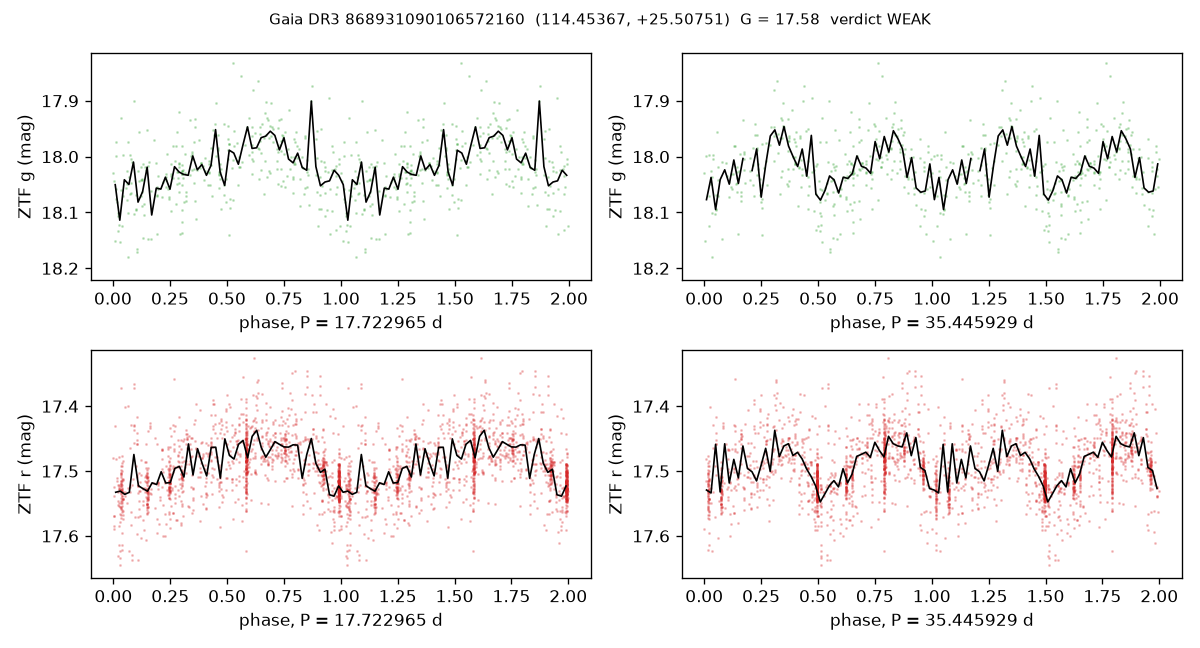 Gaia DR3 868931090106572160 (114.45367, +25.50751) G = 17.58 verdict WEAK
ZTF g (mag)
17.9
18.0
18.1
18.2
0.00 0.25 0.50 0.75 1.00 1.25 1.50 1.75 2.00
phase, P = 17.722965 d
ZTF g (mag)
17.9
18.0
18.1
18.2
0.00 0.25 0.50 0.75 1.00 1.25 1.50 1.75 2.00
phase, P = 35.445929 d
ZTF r (mag)
17.4
17.5
17.6
0.00 0.25 0.50 0.75 1.00 1.25 1.50 1.75 2.00
phase, P = 17.722965 d
ZTF r (mag)
17.4
17.5
17.6
0.00 0.25 0.50 0.75 1.00 1.25 1.50 1.75 2.00
phase, P = 35.445929 d